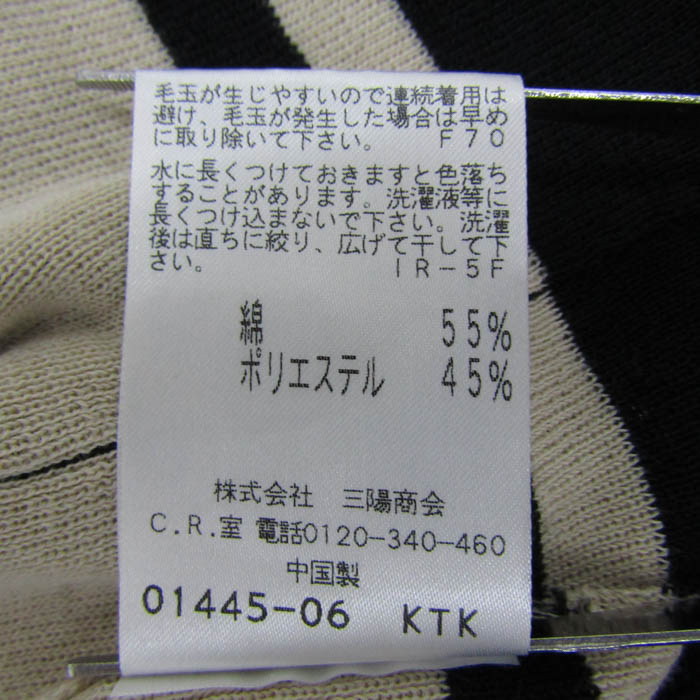 毛玉が生じやすいので連続着用は
避け、毛玉が発生した場合は早め
に取り除いて下さい。 F70
水に長くつけておきますと色落ち
することがあります。洗濯液等に
長くつけ込まないで下さい。洗濯
後は直ちに絞り、広げて干して下
さい。 IR-5F
綿 55%
ポリエステル 45%
株式会社 三陽商会
C.R.室 電話0120-340-460
中国製
01445-06 KTK